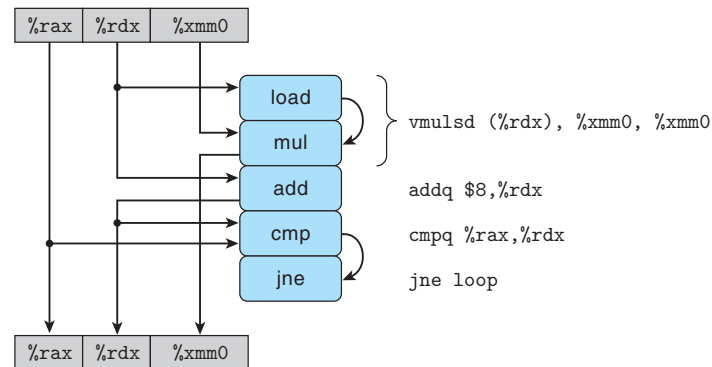 %rax %rdx %xmm0
load
mul
vmulsd (%rdx), %xmm0, %xmm0
add
addq $8,%rdx
cmp
cmpq %rax,%rdx
jne
jne loop
%rax %rdx %xmm0